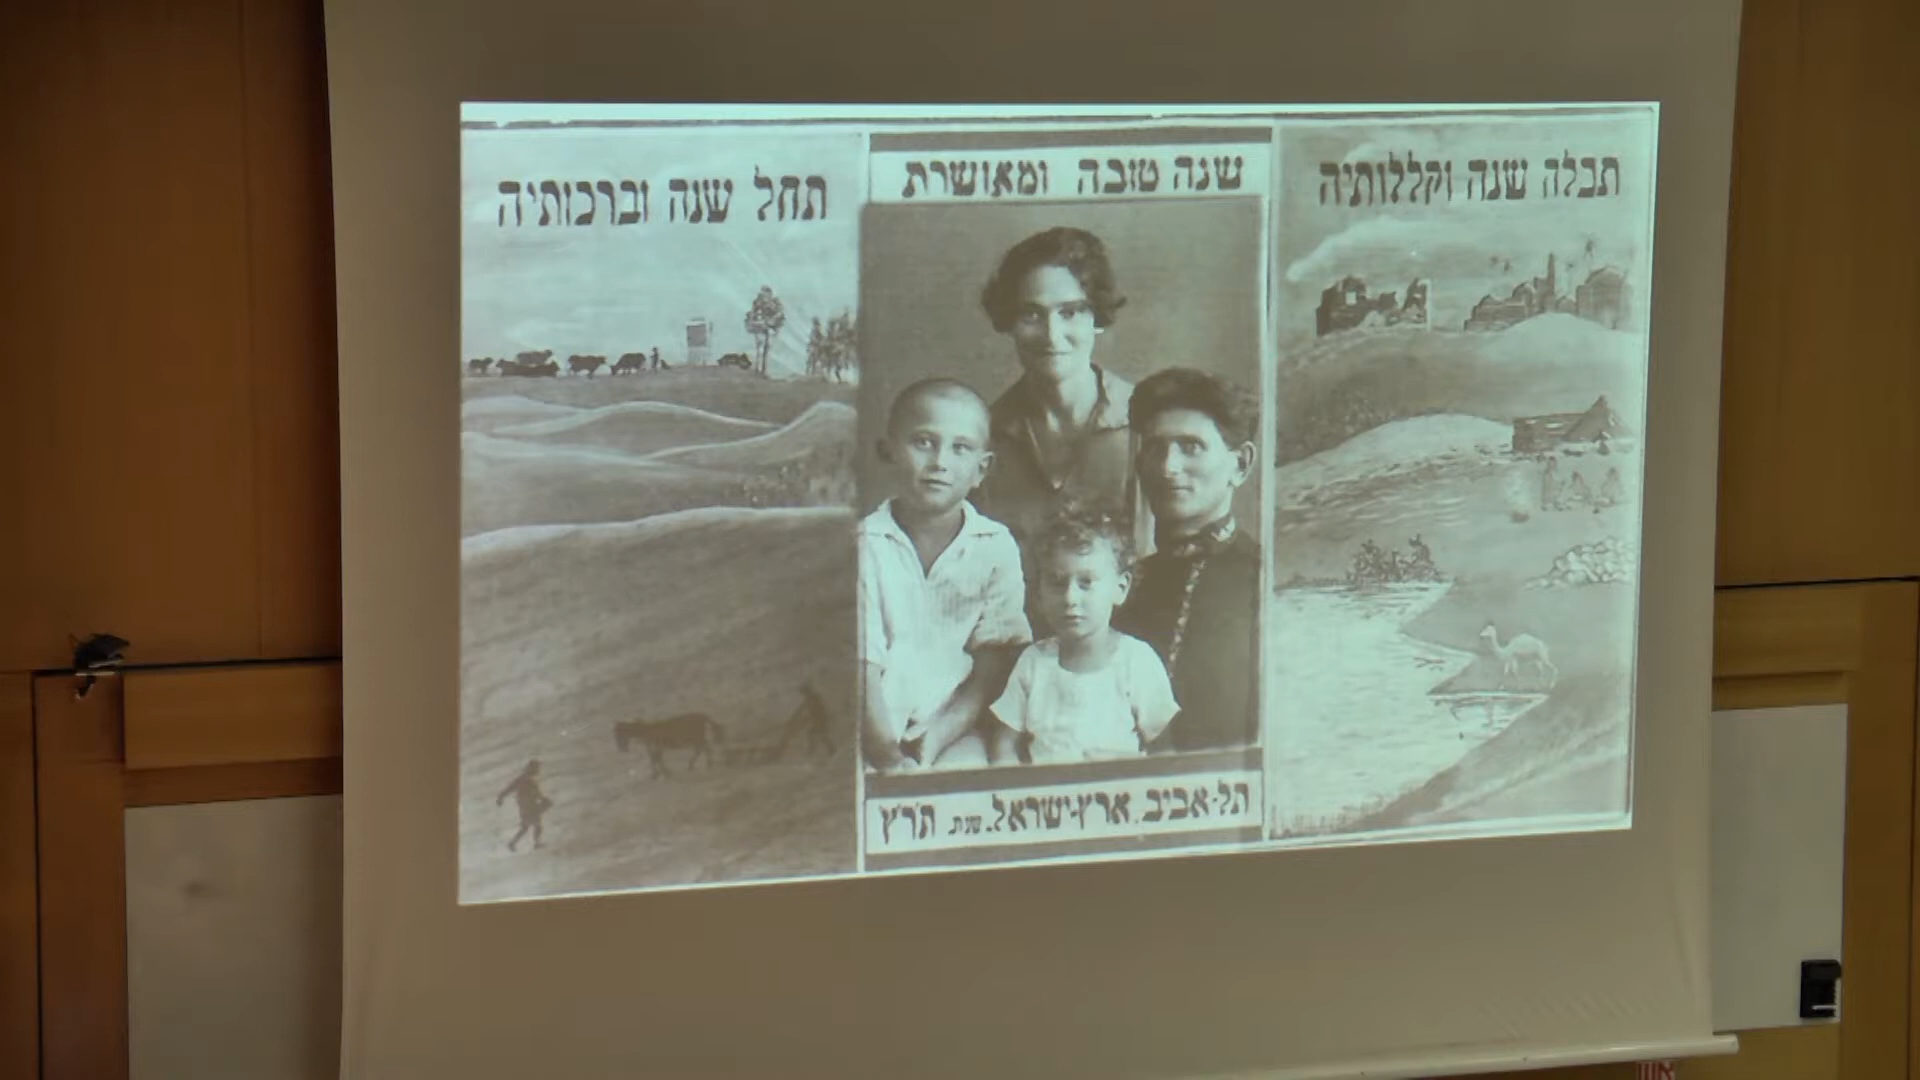 תכלה שנה וקללותיה
שנה טובה ומאושרת
תחל שנה וברכותיה
תל-אביב. ארץ-ישראל. שנת תר״ץ